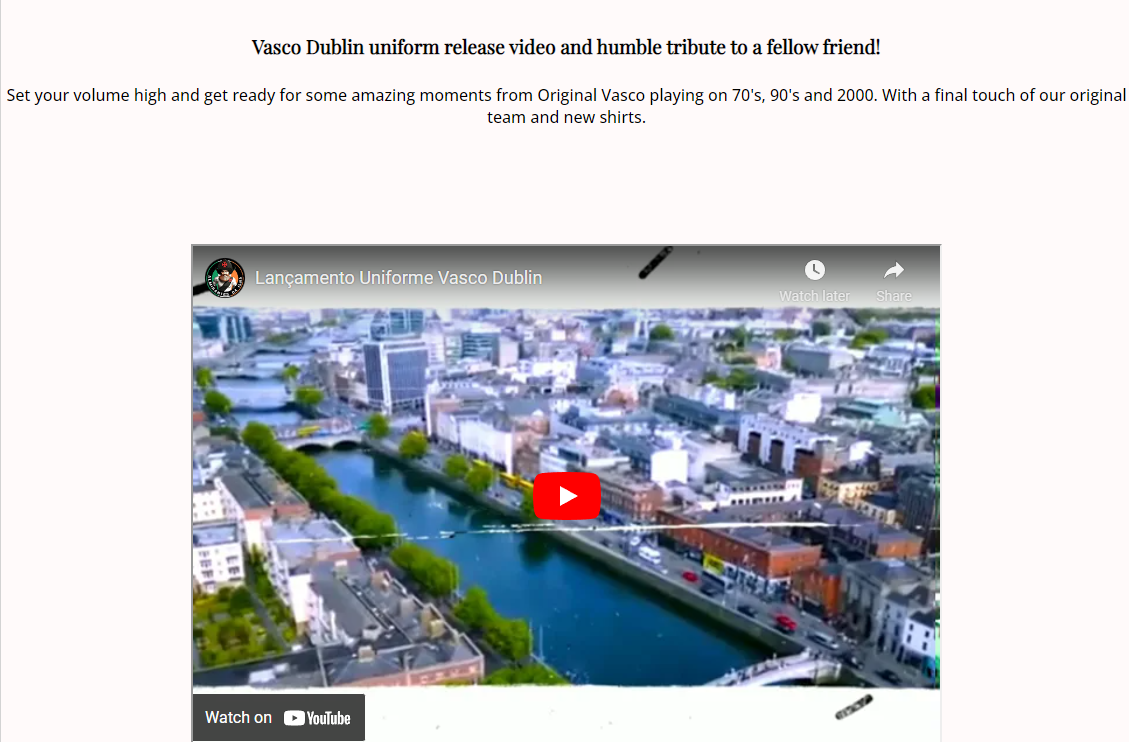 Vasco Dublin uniform release video and humble tribute to a fellow friend!
Set your volume high and get ready for some amazing moments from Original Vasco playing on 70's, 90's and 2000. With a final touch of our original
team and new shirts.
Lançamento Uniforme Vasco Dublin
Watch later
Share
Watch on YouTube